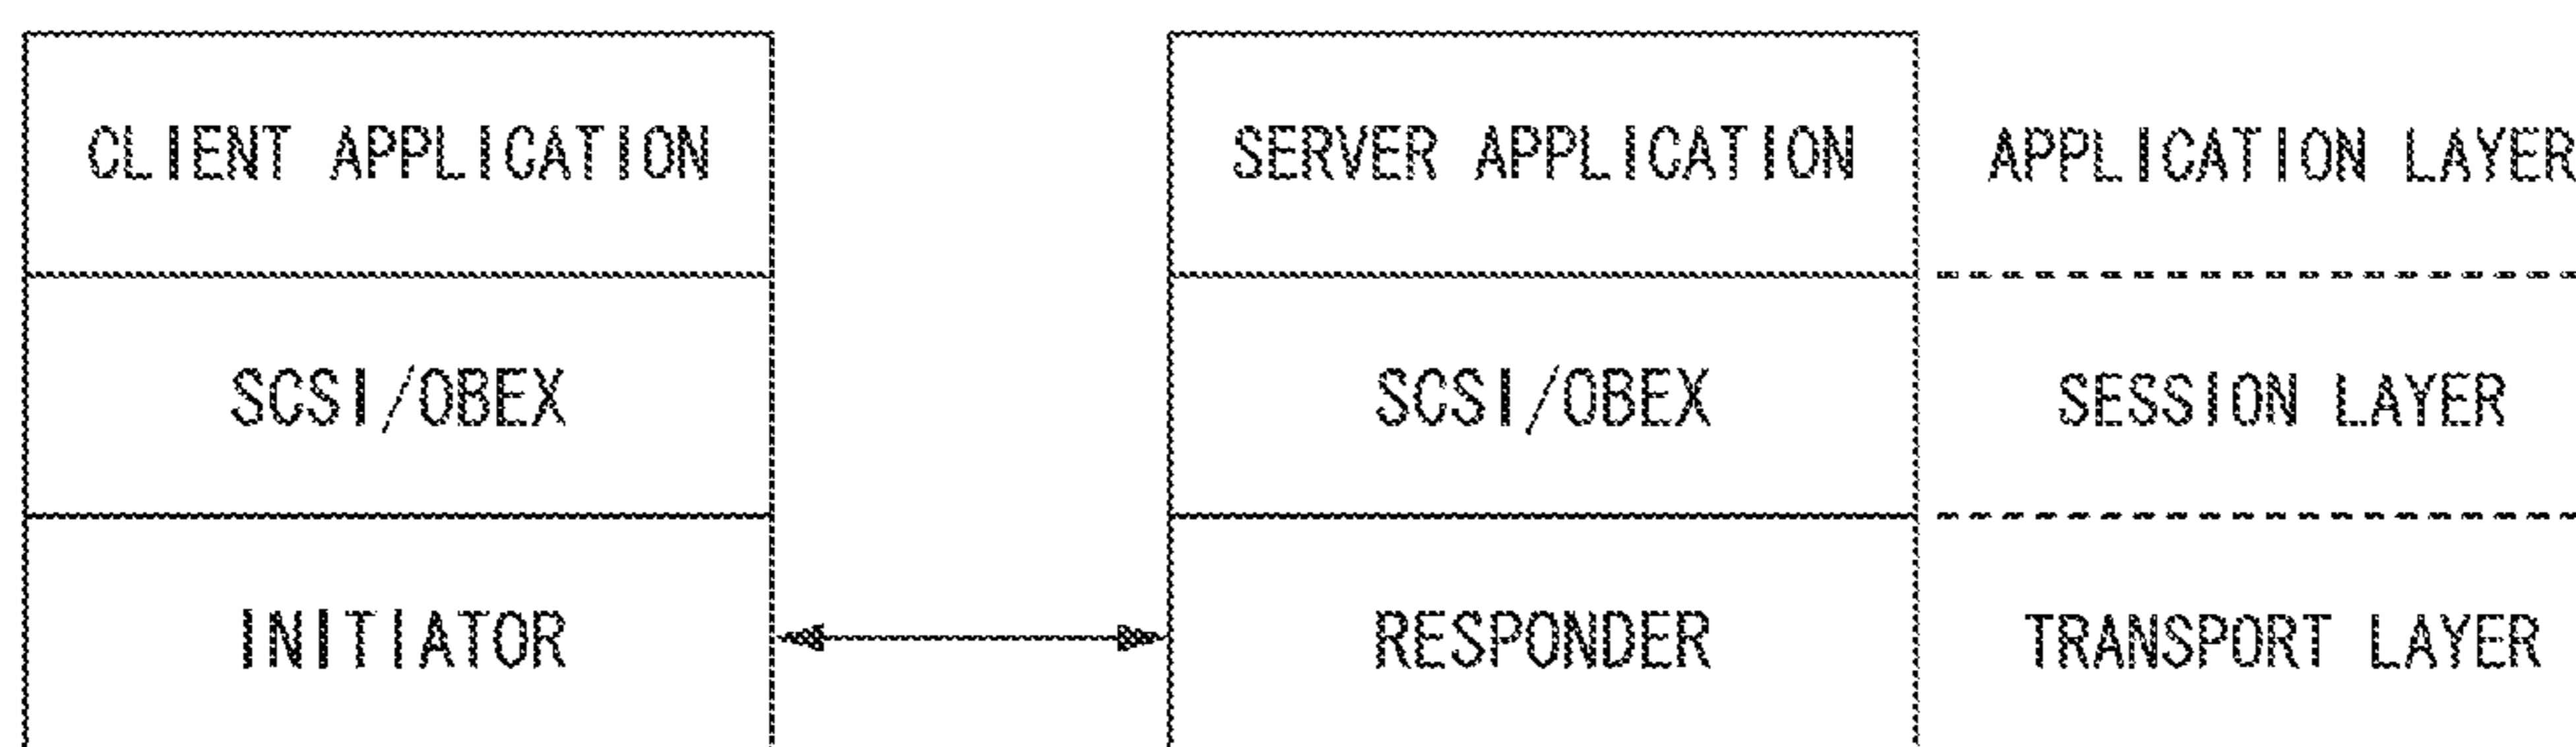 CLIENT APPLICATION
SERVER APPLICATION
APPLICATION LAYER
SCSI/OBEX
SCSI/OBEX
SESSION LAYER
INITIATOR
RESPONDER
TRANSPORT LAYER